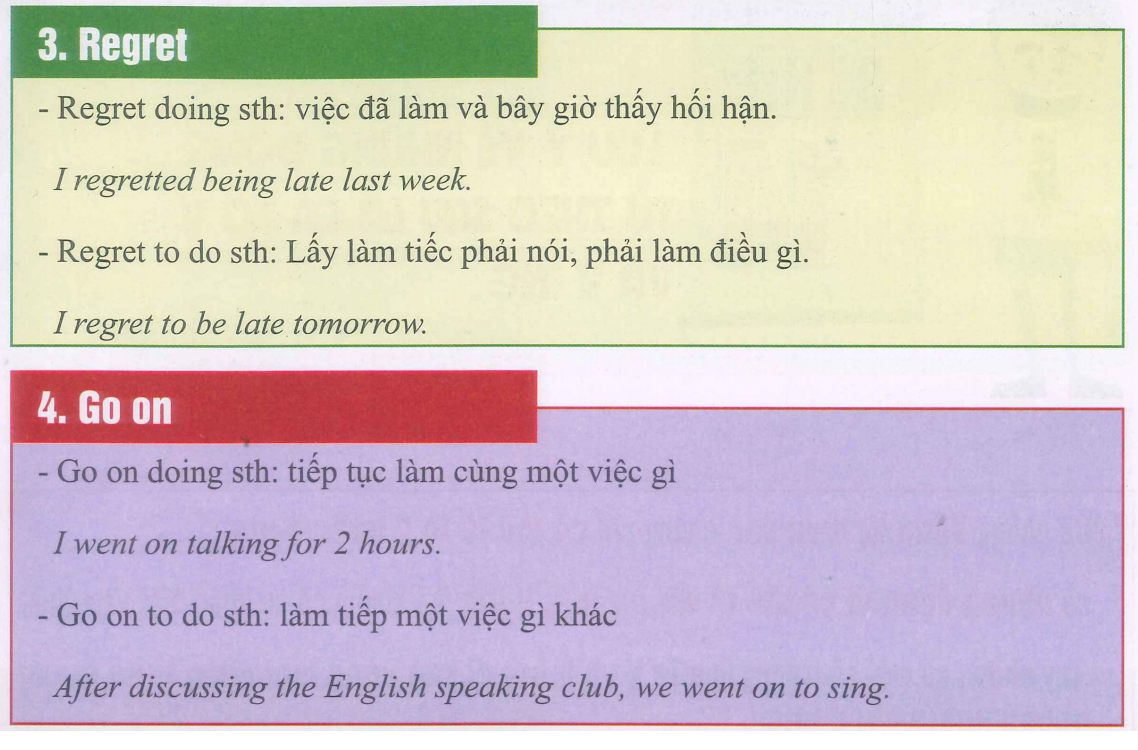 3. Regret
- Regret doing sth: việc đã làm và bây giờ thấy hối hận.
I regretted being late last week.
- Regret to do sth: Lấy làm tiếc phải nói, phải làm điều gì.
I regret to be late tomorrow.
4. Go on
- Go on doing sth: tiếp tục làm cùng một việc gì
I went on talking for 2 hours.
- Go on to do sth: làm tiếp một việc gì khác
After discussing the English speaking club, we went on to sing.